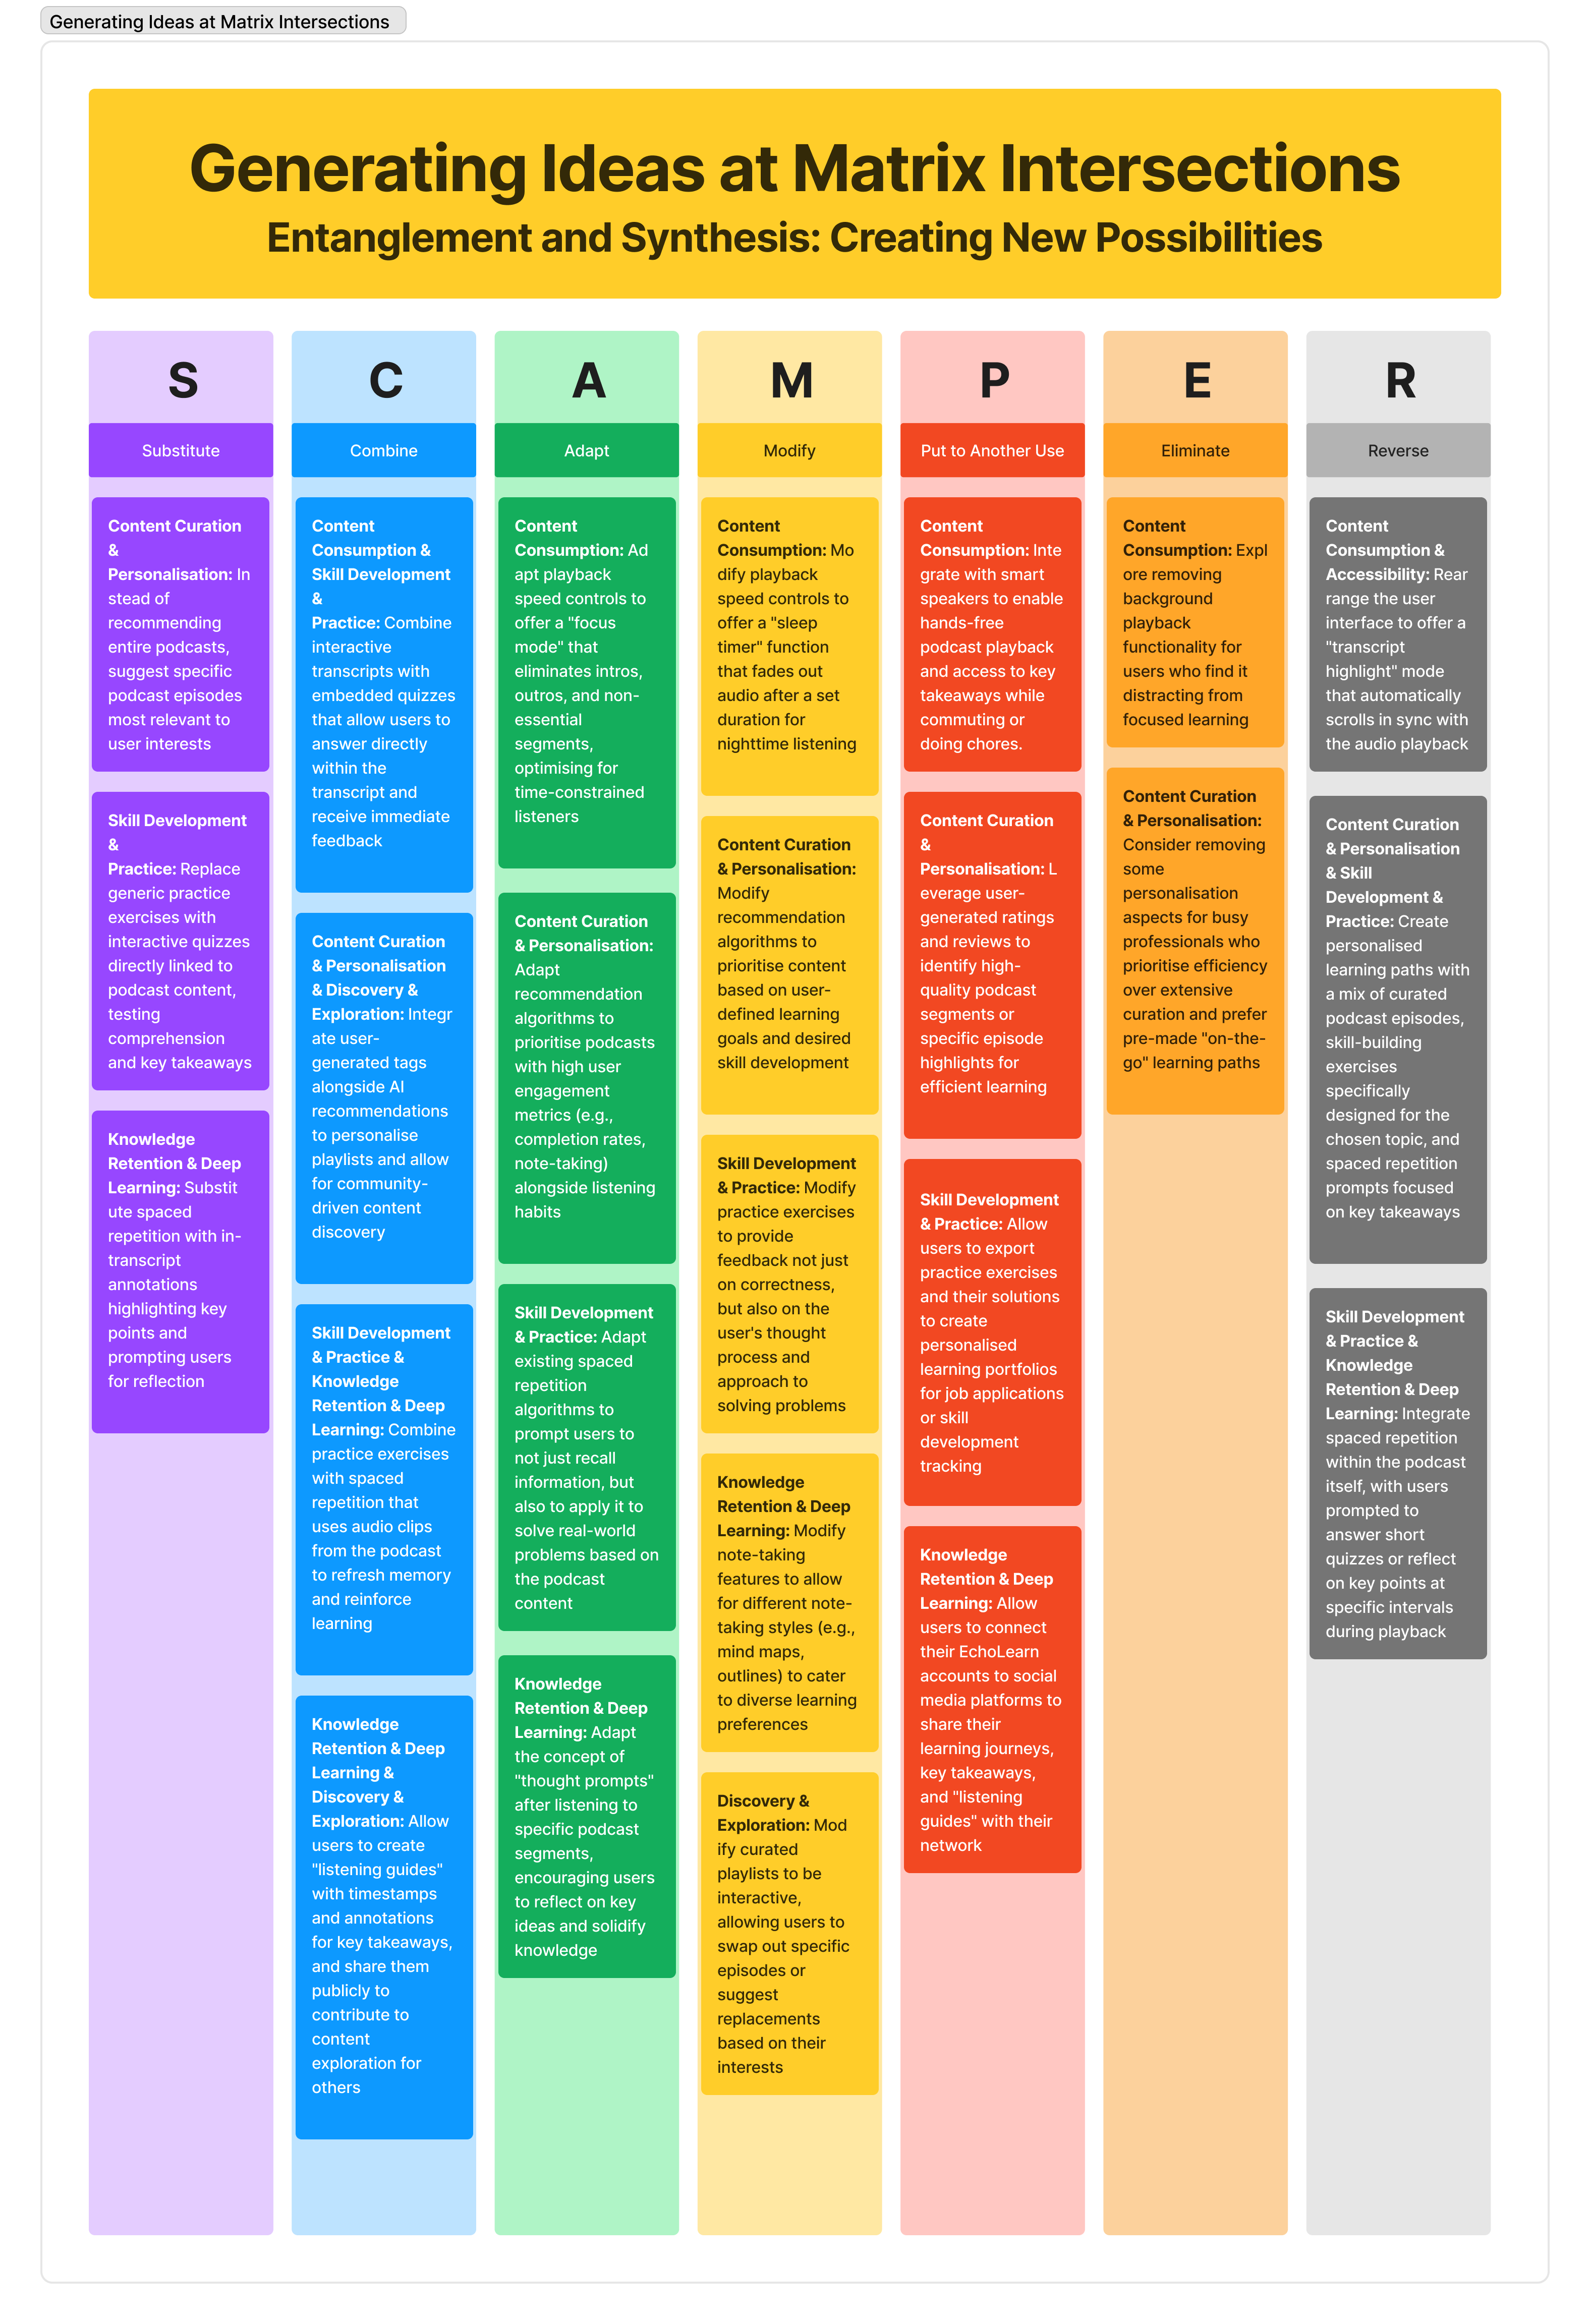 Generating Ideas at Matrix Intersections
Generating Ideas at Matrix Intersections
Entanglement and Synthesis: Creating New Possibilities
S
Substitute
Content Curation
&
Personalisation: In
stead of
recommending
entire podcasts,
suggest specific
podcast episodes
most relevant to
user interests
Skill Development
&
Practice: Replace
generic practice
exercises with
interactive quizzes
directly linked to
podcast content,
testing
comprehension
and key takeaways
Knowledge
Retention & Deep
Learning: Substit
ute spaced
repetition with in-
transcript
annotations
highlighting key
points and
prompting users
for reflection
C
Combine
Content
Consumption &
Skill Development
&
Practice: Combine
interactive
transcripts with
embedded quizzes
that allow users to
answer directly
within the
transcript and
receive immediate
feedback
Content Curation
& Personalisation
& Discovery &
Exploration: Integr
ate user-
generated tags
alongside AI
recommendations
to personalise
playlists and allow
for community-
driven content
discovery
Skill Development
& Practice &
Knowledge
Retention & Deep
Learning: Combine
practice exercises
with spaced
repetition that
uses audio clips
from the podcast
to refresh memory
and reinforce
learning
Knowledge
Retention & Deep
Learning &
Discovery &
Exploration: Allow
users to create
"listening guides"
with timestamps
and annotations
for key takeaways,
and share them
publicly to
contribute to
content
exploration for
others
A
Adapt
Content
Consumption: Ad
apt playback
speed controls to
offer a "focus
mode" that
eliminates intros,
outros, and non-
essential
segments,
optimising for
time-constrained
listeners
Content Curation
& Personalisation:
Adapt
recommendation
algorithms to
prioritise podcasts
with high user
engagement
metrics (e.g.,
completion rates,
note-taking)
alongside listening
habits
Skill Development
& Practice: Adapt
existing spaced
repetition
algorithms to
prompt users to
not just recall
information, but
also to apply it to
solve real-world
problems based on
the podcast
content
Knowledge
Retention & Deep
Learning: Adapt
the concept of
"thought prompts"
after listening to
specific podcast
segments,
encouraging users
to reflect on key
ideas and solidify
knowledge
M
Modify
Content
Consumption: Mo
dify playback
speed controls to
offer a "sleep
timer" function
that fades out
audio after a set
duration for
nighttime listening
Content Curation
& Personalisation:
Modify
recommendation
algorithms to
prioritise content
based on user-
defined learning
goals and desired
skill development
Skill Development
& Practice: Modify
practice exercises
to provide
feedback not just
on correctness,
but also on the
user's thought
process and
approach to
solving problems
Knowledge
Retention & Deep
Learning: Modify
note-taking
features to allow
for different note-
taking styles (e.g.,
mind maps,
outlines) to cater
to diverse learning
preferences
Discovery &
Exploration: Mod
ify curated
playlists to be
interactive,
allowing users to
swap out specific
episodes or
suggest
replacements
based on their
interests
P
Put to Another Use
Content
Consumption: Inte
grate with smart
speakers to enable
hands-free
podcast playback
and access to key
takeaways while
commuting or
doing chores.
Content Curation
&
Personalisation: L
everage user-
generated ratings
and reviews to
identify high-
quality podcast
segments or
specific episode
highlights for
efficient learning
Skill Development
& Practice: Allow
users to export
practice exercises
and their solutions
to create
personalised
learning portfolios
for job applications
or skill
development
tracking
Knowledge
Retention & Deep
Learning: Allow
users to connect
their EchoLearn
accounts to social
media platforms to
share their
learning journeys,
key takeaways,
and "listening
guides" with their
network
E
Eliminate
Content
Consumption: Expl
ore removing
background
playback
functionality for
users who find it
distracting from
focused learning
Content Curation
& Personalisation:
Consider removing
some
personalisation
aspects for busy
professionals who
prioritise efficiency
over extensive
curation and prefer
pre-made "on-the-
go" learning paths
R
Reverse
Content
Consumption &
Accessibility: Rear
range the user
interface to offer a
"transcript
highlight" mode
that automatically
scrolls in sync with
the audio playback
Content Curation
& Personalisation
& Skill
Development &
Practice: Create
personalised
learning paths with
a mix of curated
podcast episodes,
skill-building
exercises
specifically
designed for the
chosen topic, and
spaced repetition
prompts focused
on key takeaways
Skill Development
& Practice &
Knowledge
Retention & Deep
Learning: Integrate
spaced repetition
within the podcast
itself, with users
prompted to
answer short
quizzes or reflect
on key points at
specific intervals
during playback